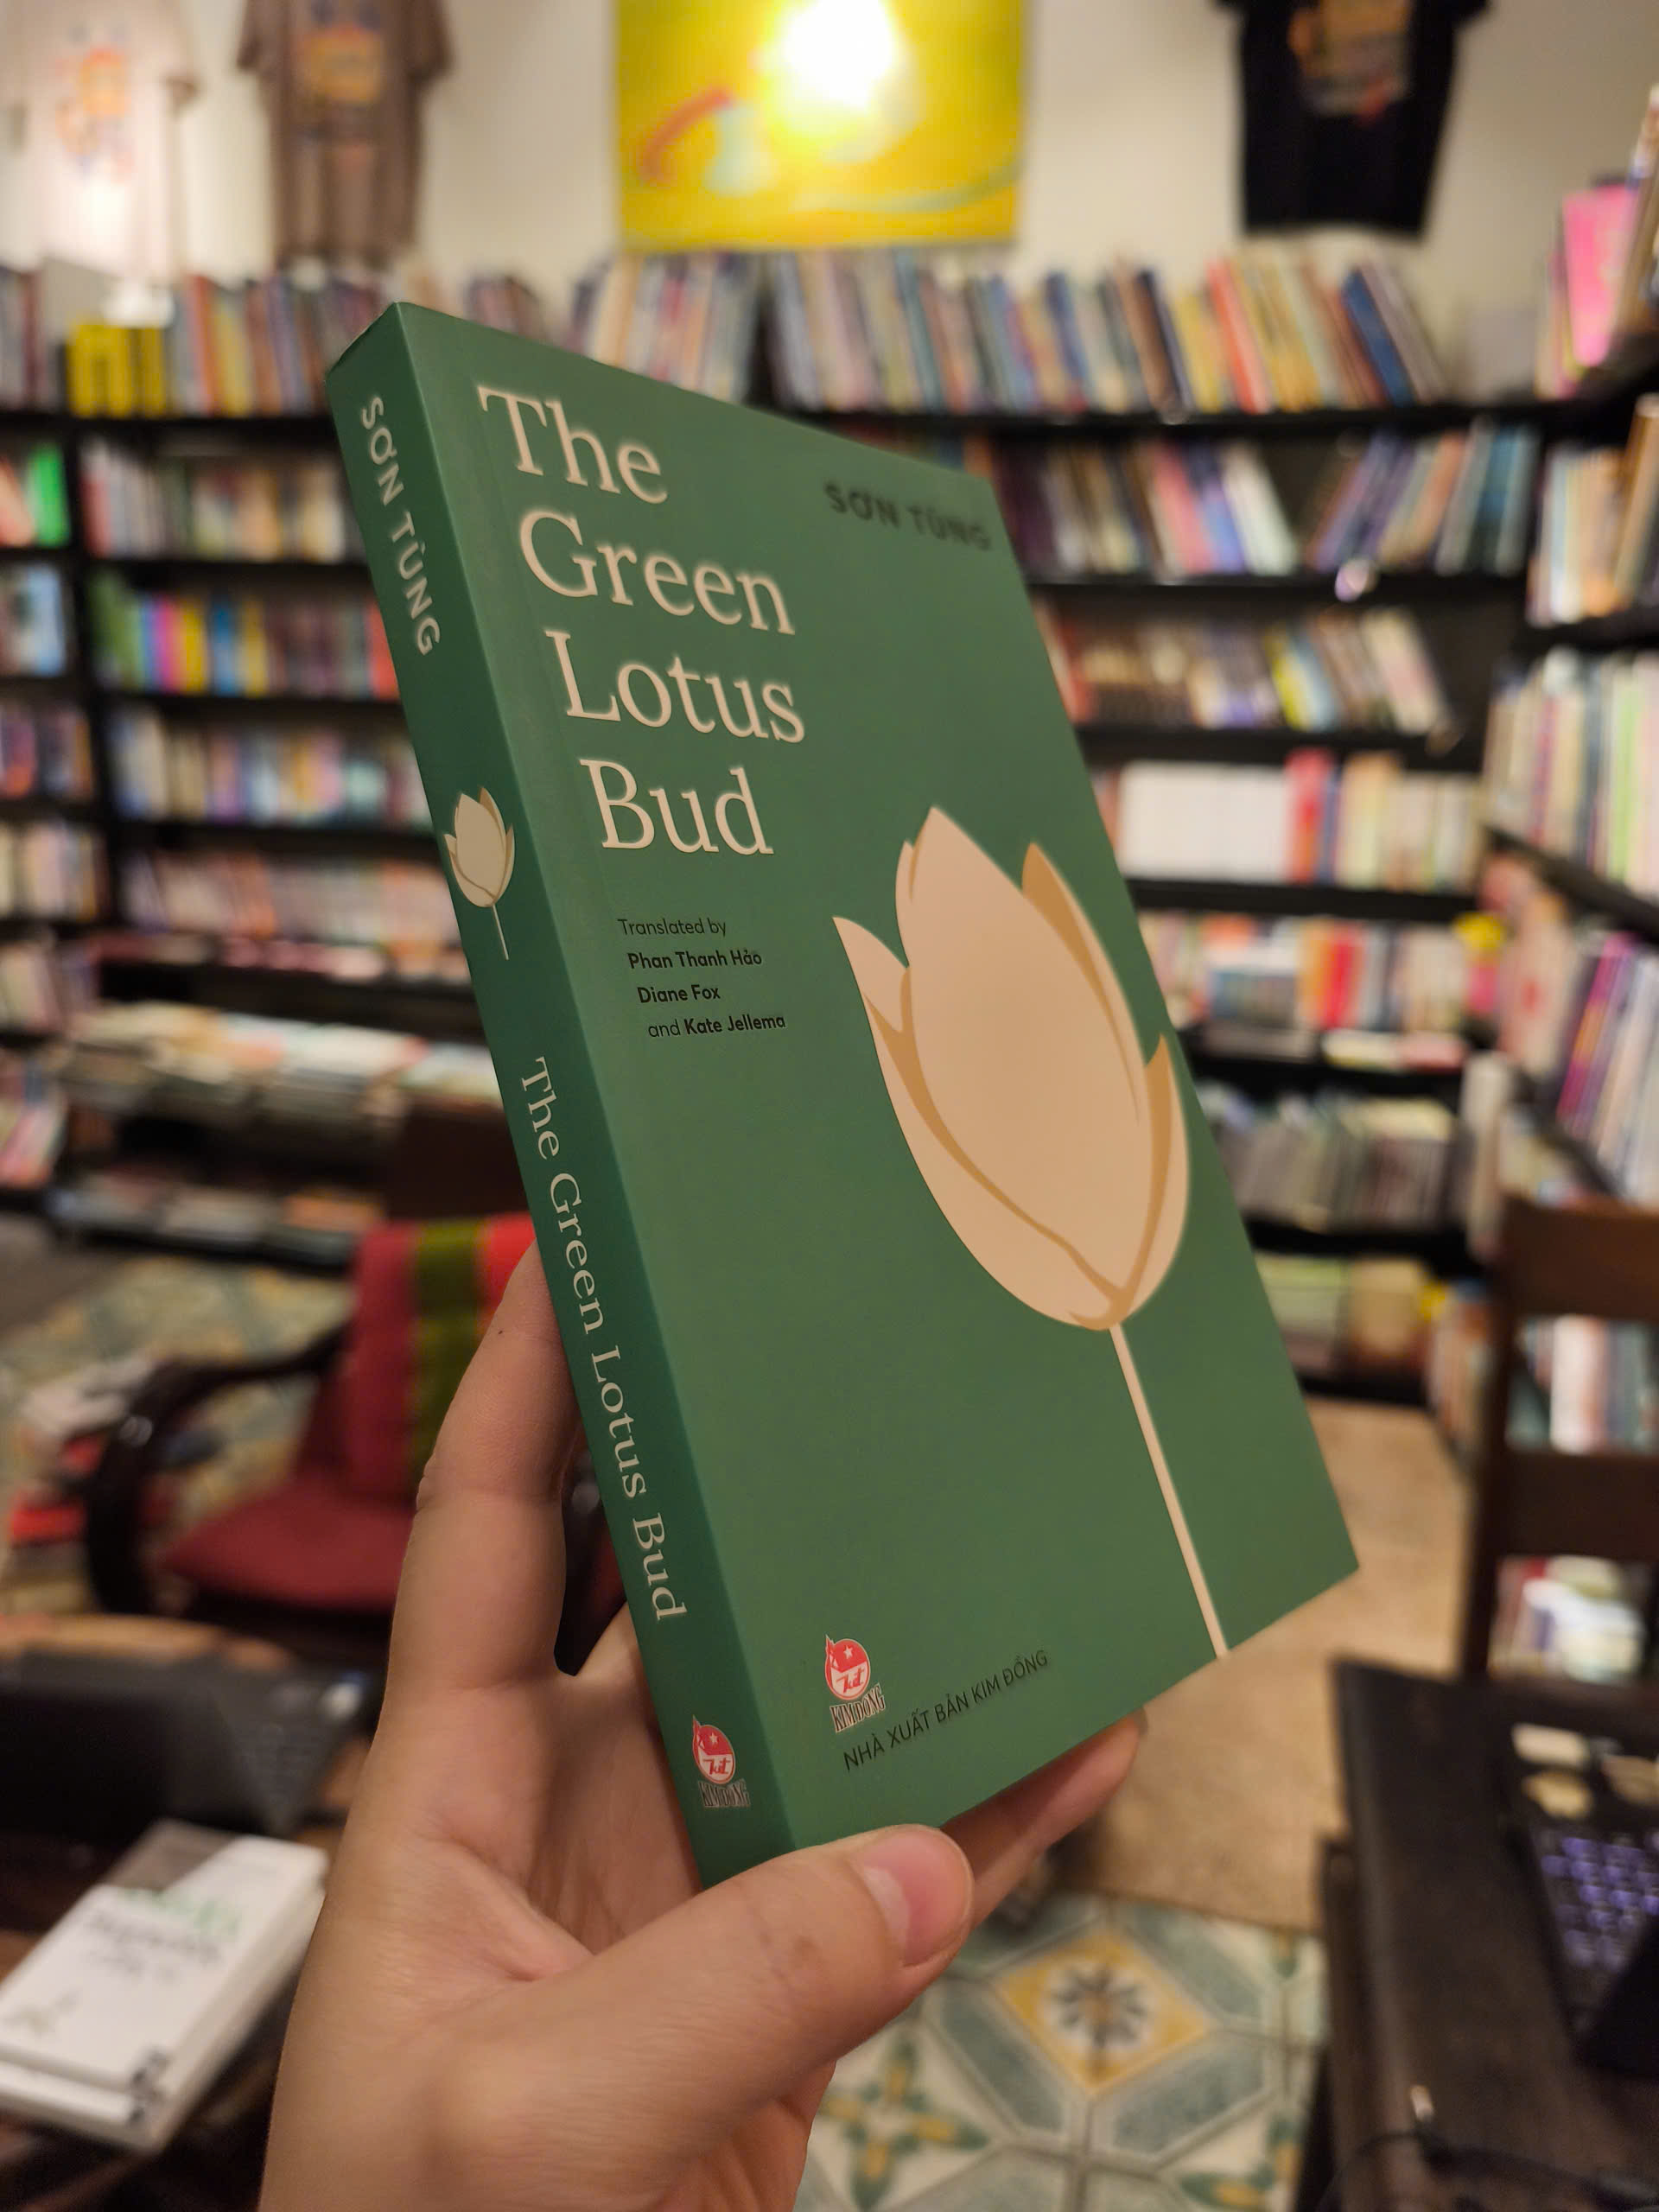 SƠN TÙNG
The Green Lotus Bud
KIM ĐỒNG
The
Green
Lotus
Bud
SƠN TÙNG
Translated by
Phan Thanh Hảo
Diane Fox
and Kate Jellema
KIM ĐỒNG
NHÀ XUẤT BẢN KIM ĐỒNG